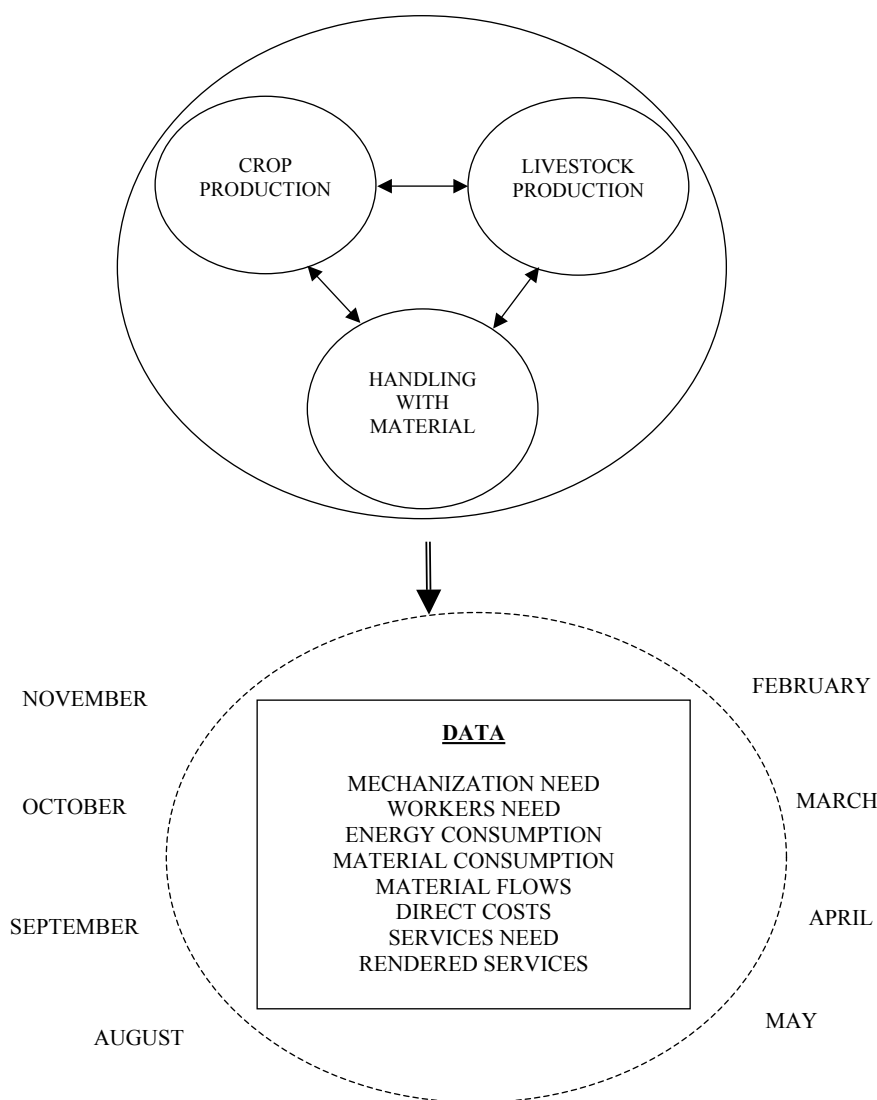 CROP
PRODUCTION
LIVESTOCK
PRODUCTION
HANDLING
WITH
MATERIAL
NOVEMBER
FEBRUARY
OCTOBER
MARCH
SEPTEMBER
APRIL
AUGUST
MAY
DATA
MECHANIZATION NEED
WORKERS NEED
ENERGY CONSUMPTION
MATERIAL CONSUMPTION
MATERIAL FLOWS
DIRECT COSTS
SERVICES NEED
RENDERED SERVICES